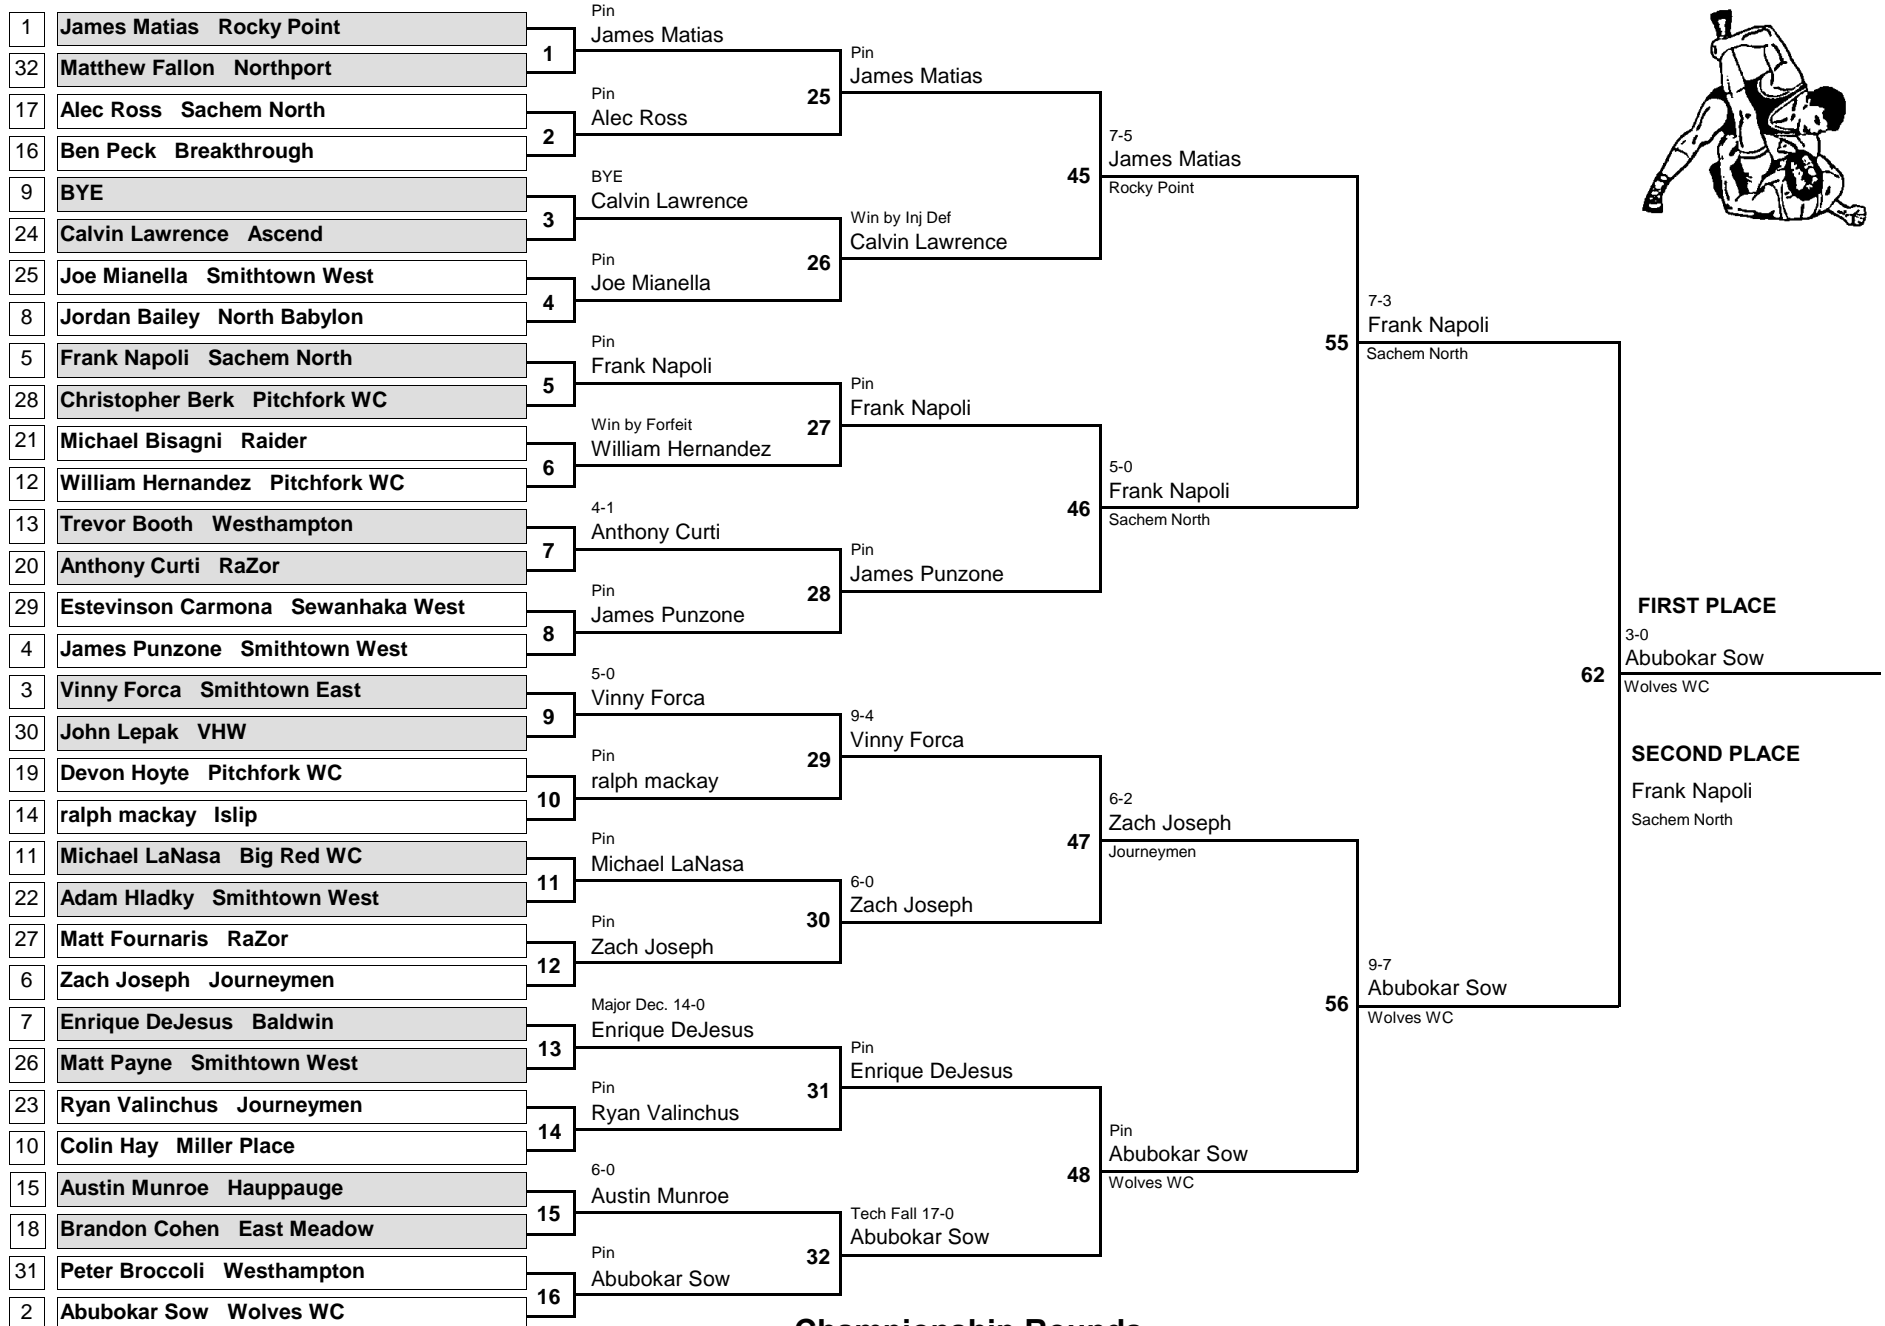 1 James Matias Rocky Point
32 Matthew Fallon Northport
17 Alec Ross Sachem North
16 Ben Peck Breakthrough
9 BYE
24 Calvin Lawrence Ascend
25 Joe Mianella Smithtown West
8 Jordan Bailey North Babylon
5 Frank Napoli Sachem North
28 Christopher Berk Pitchfork WC
21 Michael Bisagni Raider
12 William Hernandez Pitchfork WC
13 Trevor Booth Westhampton
20 Anthony Curti RaZor
29 Estevinson Carmona Sewanhaka West
4 James Punzone Smithtown West
3 Vinny Forca Smithtown East
30 John Lepak VHW
19 Devon Hoyte Pitchfork WC
14 ralph mackay Islip
11 Michael LaNasa Big Red WC
22 Adam Hladky Smithtown West
27 Matt Fournaris RaZor
6 Zach Joseph Journeymen
7 Enrique DeJesus Baldwin
26 Matt Payne Smithtown West
23 Ryan Valinchus Journeymen
10 Colin Hay Miller Place
15 Austin Munroe Hauppauge
18 Brandon Cohen East Meadow
31 Peter Broccoli Westhampton
2 Abubokar Sow Wolves WC
1
Pin
James Matias
2
Pin
Alec Ross
3
BYE
Calvin Lawrence
4
Pin
Joe Mianella
5
Pin
Frank Napoli
6
Win by Forfeit
William Hernandez
7
4-1
Anthony Curti
8
Pin
James Punzone
9
5-0
Vinny Forca
10
Pin
ralph mackay
11
Pin
Michael LaNasa
12
Pin
Zach Joseph
13
Major Dec. 14-0
Enrique DeJesus
14
Pin
Ryan Valinchus
15
6-0
Austin Munroe
16
Pin
Abubokar Sow
25
Pin
James Matias
26
Win by Inj Def
Calvin Lawrence
27
Pin
Frank Napoli
28
Pin
James Punzone
29
9-4
Vinny Forca
30
6-0
Zach Joseph
31
Pin
Enrique DeJesus
32
Tech Fall 17-0
Abubokar Sow
45
7-5
James Matias
Rocky Point
46
5-0
Frank Napoli
Sachem North
47
6-2
Zach Joseph
Journeymen
48
Pin
Abubokar Sow
Wolves WC
55
7-3
Frank Napoli
Sachem North
56
9-7
Abubokar Sow
Wolves WC
62
FIRST PLACE
3-0
Abubokar Sow
Wolves WC
SECOND PLACE
Frank Napoli
Sachem North
Championship Rounds